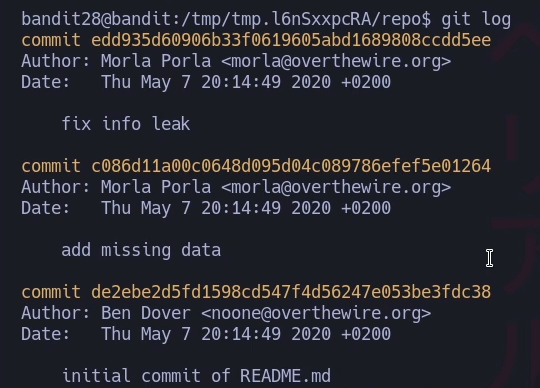 bandit28@bandit:/tmp/tmp.l6nSxxpcRA/repo$ git log
commit edd935d60906b33f0619605abd1689808ccdd5ee
Author: Morla Porla <morla@overthewire.org>
Date:   Thu May 7 20:14:49 2020 +0200
    fix info leak
commit c086d11a00c0648d095d04c089786efef5e01264
Author: Morla Porla <morla@overthewire.org>
Date:   Thu May 7 20:14:49 2020 +0200
    add missing data
commit de2ebe2d5fd1598cd547f4d56247e053be3fdc38
Author: Ben Dover <noone@overthewire.org>
Date:   Thu May 7 20:14:49 2020 +0200
    initial commit of README.md